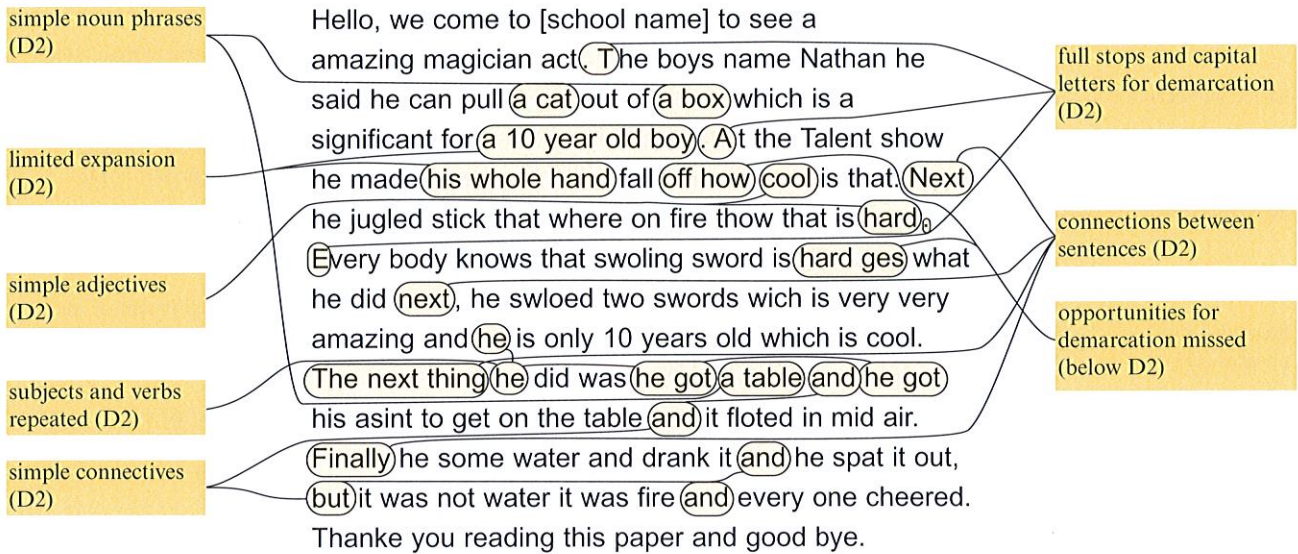 simple noun phrases
(D2)
limited expansion
(D2)
simple adjectives
(D2)
subjects and verbs
repeated (D2)
simple connectives
(D2)
Hello, we come to [school name] to see a
amazing magician act. The boys name Nathan he
said he can pull a cat out of a box which is a
significant for a 10 year old boy. At the Talent show
he made his whole hand fall off how cool is that. Next
he jugled stick that where on fire thow that is hard.
Every body knows that swoling sword is hard ges what
he did next, he swloed two swords wich is very very
amazing and he is only 10 years old which is cool.
The next thing he did was he got a table and he got
his asint to get on the table and it floted in mid air.
Finally he some water and drank it and he spat it out,
but it was not water it was fire and every one cheered.
Thanke you reading this paper and good bye.
full stops and capital
letters for demarcation
(D2)
connections between
sentences (D2)
opportunities for
demarcation missed
(below D2)